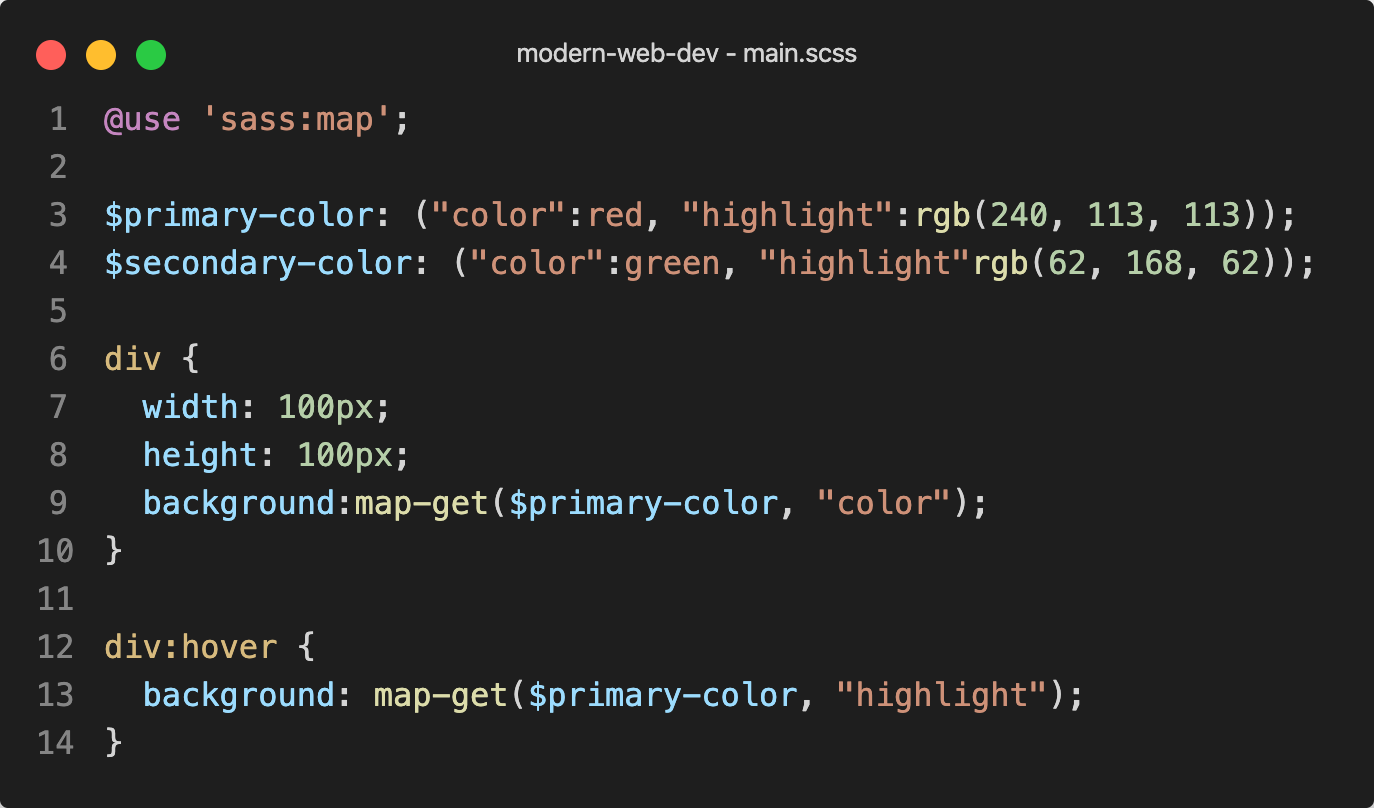 modern-web-dev - main.scss
1 @use 'sass:map';
2
3 $primary-color: ("color":red, "highlight":rgb(240, 113, 113));
4 $secondary-color: ("color":green, "highlight"rgb(62, 168, 62));
5
6 div {
7   width: 100px;
8   height: 100px;
9   background:map-get($primary-color, "color");
10 }
11
12 div:hover {
13   background: map-get($primary-color, "highlight");
14 }